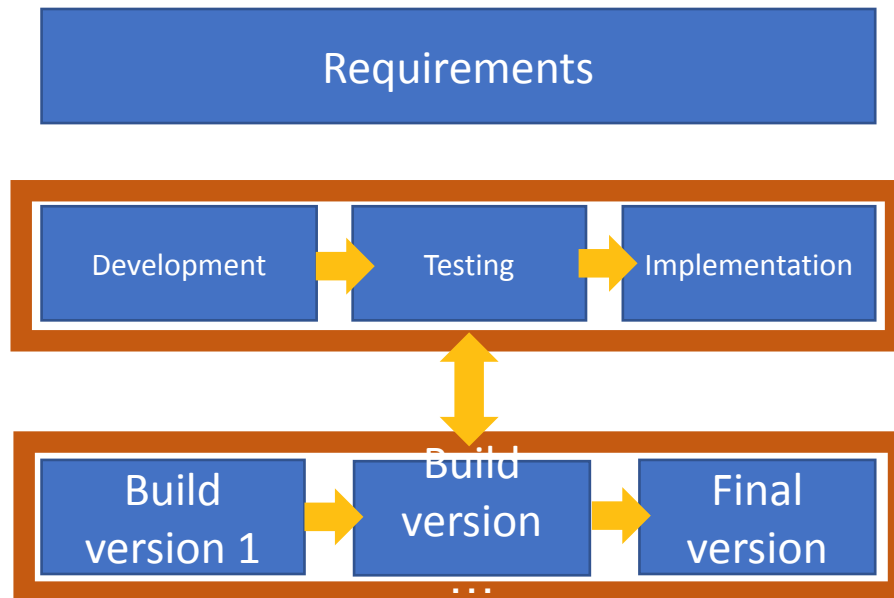 Requirements
Development
Testing
Implementation
Build
version 1
Build
version
...
Final
version